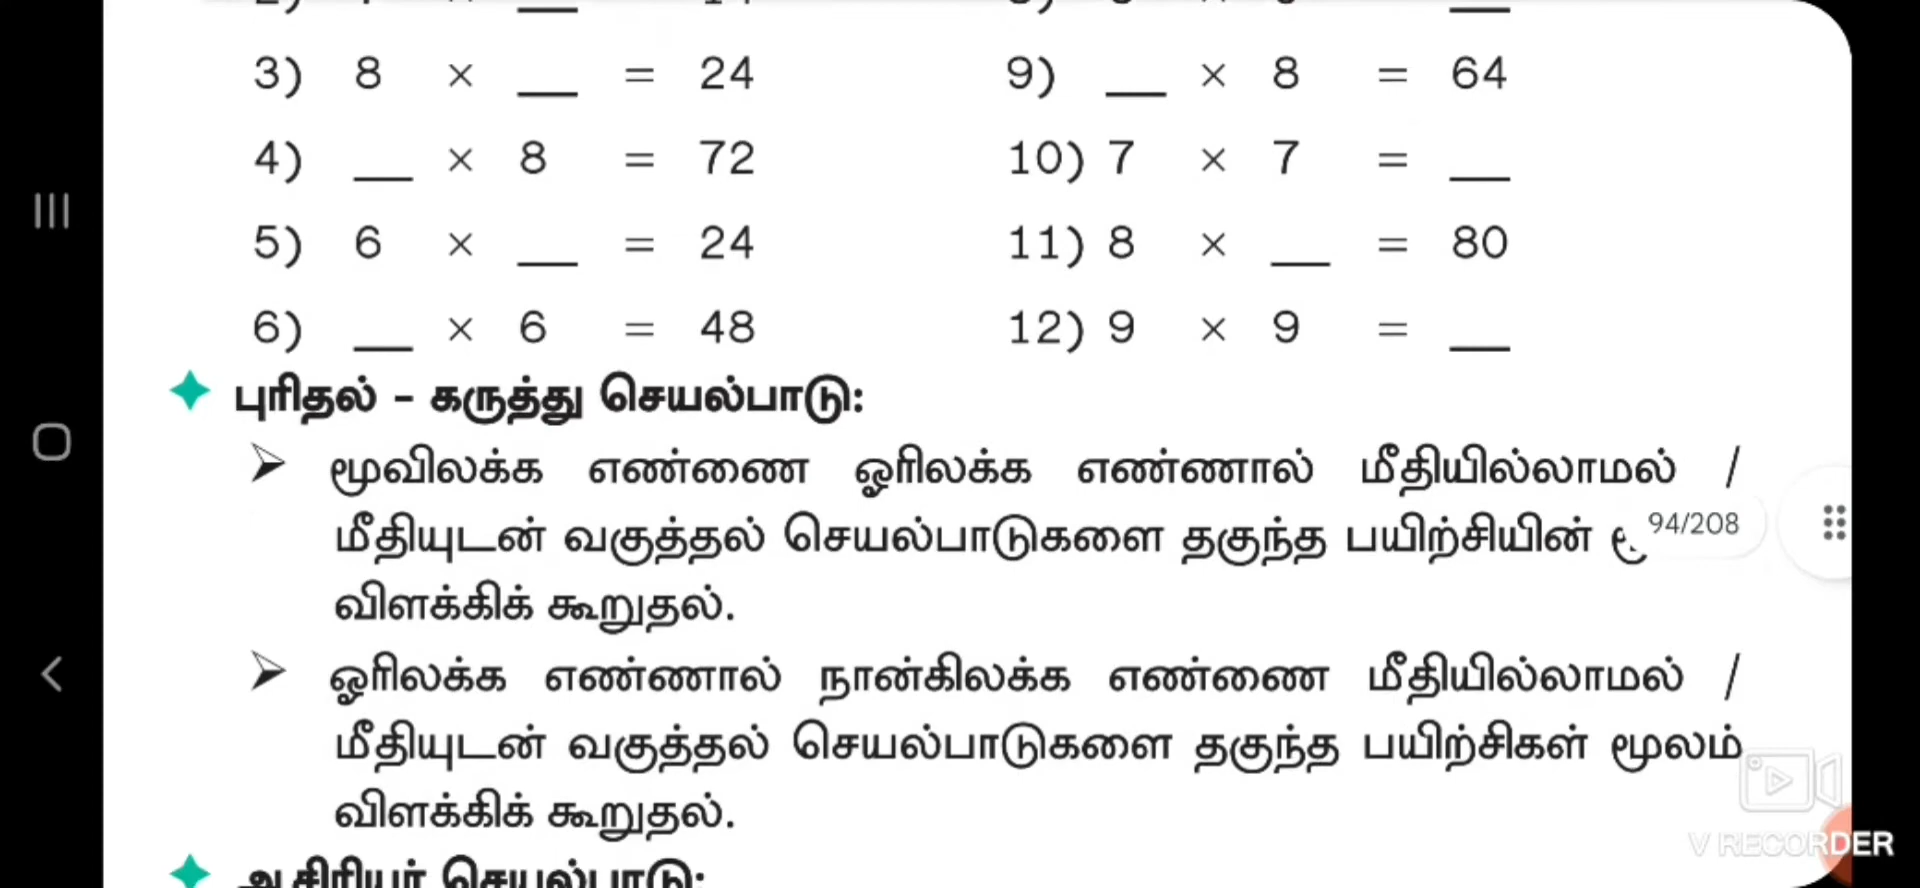 3) 8 × __ = 24
9) __ × 8 = 64
4) __ × 8 = 72
10) 7 × 7 = __
5) 6 × __ = 24
11) 8 × __ = 80
6) __ × 6 = 48
12) 9 × 9 = __
புரிதல் - கருத்து செயல்பாடு:
மூவிலக்க எண்ணை ஓரிலக்க எண்ணால் மீதியில்லாமல் /
மீதியுடன் வகுத்தல் செயல்பாடுகளை தகுந்த பயிற்சியின்
94/208
விளக்கிக் கூறுதல்.
ஓரிலக்க எண்ணால் நான்கிலக்க எண்ணை மீதியில்லாமல் /
மீதியுடன் வகுத்தல் செயல்பாடுகளை தகுந்த பயிற்சிகள் மூலம்
விளக்கிக் கூறுதல்.
V RECORDER
ஆசிரியர் செயல்பாடு: